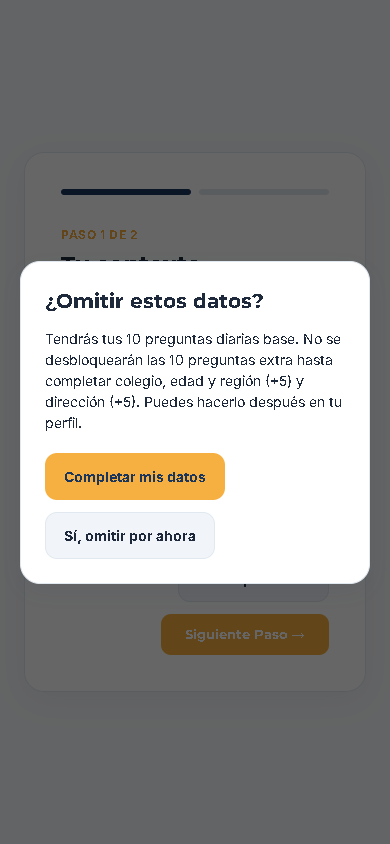 PASO 1 DE 2
¿Omitir estos datos?
Tendrás tus 10 preguntas diarias base. No se
desbloquearán las 10 preguntas extra hasta
completar colegio, edad y región (+5) y
dirección (+5). Puedes hacerlo después en tu
perfil.
Completar mis datos
Sí, omitir por ahora
Siguiente Paso →